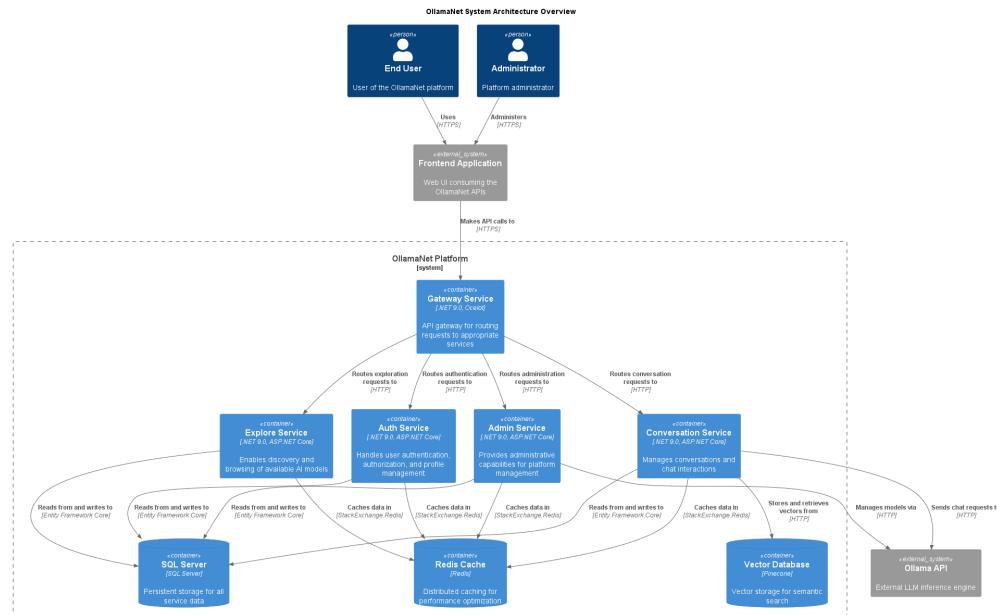 OllamaNet System Architecture Overview
«person»
End User
User of the OllamaNet platform
«person»
Administrator
Platform administrator
Uses
[HTTPS]
Administers
[HTTPS]
«external_system»
Frontend Application
Web UI consuming the
OllamaNet APIs
Makes API calls to
[HTTPS]
OllamaNet Platform
[system]
«container»
Gateway Service
[.NET 9.0, Ocelot]
API gateway for routing
requests to appropriate
services
Routes exploration
requests to
[HTTP]
Routes authentication
requests to
[HTTP]
Routes administration
requests to
[HTTP]
Routes conversation
requests to
[HTTP]
«container»
Explore Service
[.NET 9.0, ASP.NET Core]
Enables discovery and
browsing of available AI models
«container»
Auth Service
[.NET 9.0, ASP.NET Core]
Handles user authentication,
authorization, and profile
management
«container»
Admin Service
[.NET 9.0, ASP.NET Core]
Provides administrative
capabilities for platform
management
«container»
Conversation Service
[.NET 9.0, ASP.NET Core]
Manages conversations and
chat interactions
Reads from and writes to
[Entity Framework Core]
Reads from and writes to
[Entity Framework Core]
Reads from and writes to
[Entity Framework Core]
Caches data in
[StackExchange.Redis]
Caches data in
[StackExchange.Redis]
Caches data in
[StackExchange.Redis]
Reads from and writes to
[Entity Framework Core]
Caches data in
[StackExchange.Redis]
Stores and retrieves
vectors from
[HTTP]
Manages models via
[HTTP]
Sends chat requests t
[HTTP]
«container»
SQL Server
[SQL Server]
Persistent storage for all
service data
«container»
Redis Cache
[Redis]
Distributed caching for
performance optimization
«container»
Vector Database
[Pinecone]
Vector storage for semantic
search
«external_system»
Ollama API
External LLM inference engine